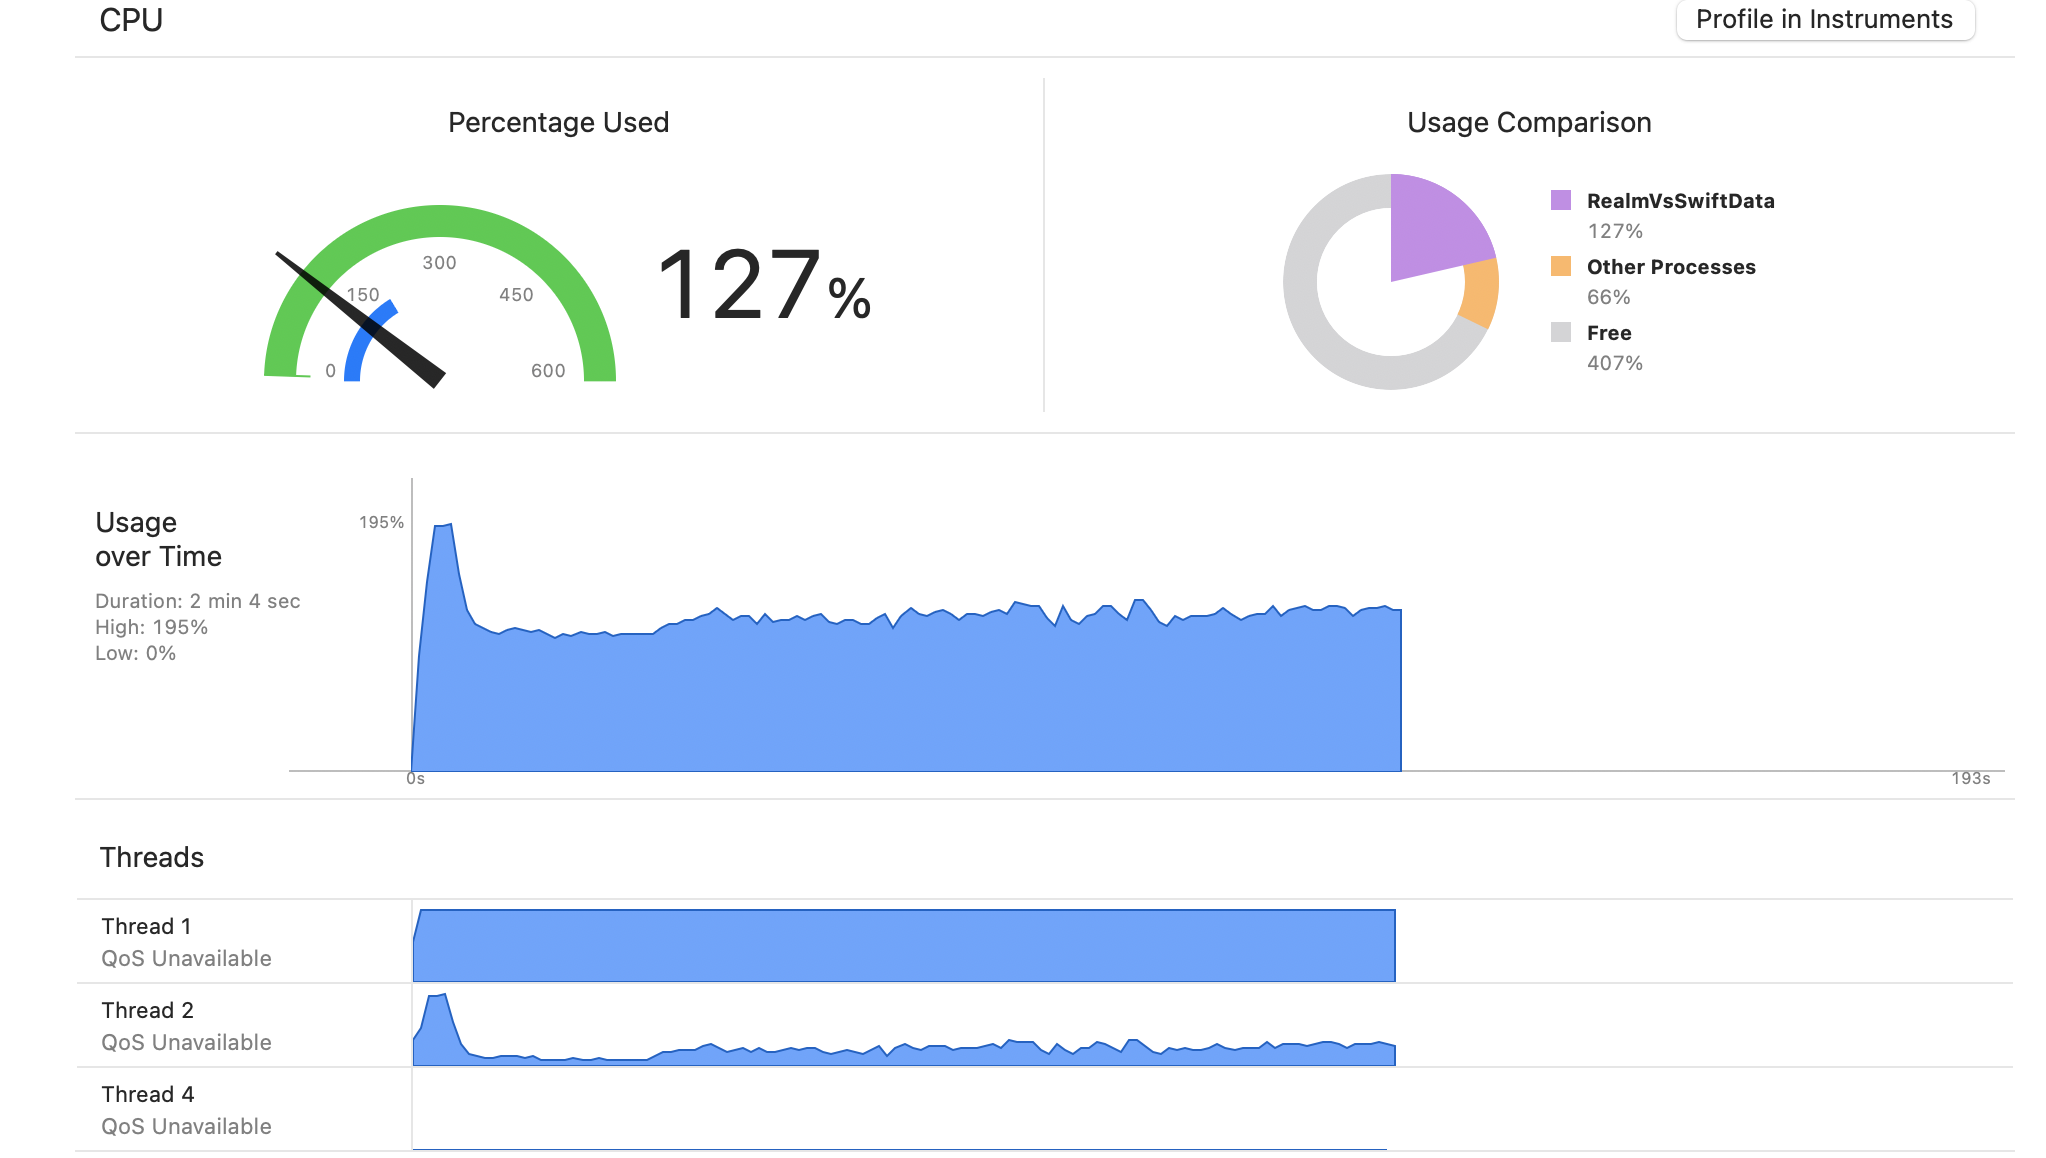 CPU
Profile in Instruments
Percentage Used
0
150
300
450
600
127%
Usage Comparison
RealmVsSwiftData
127%
Other Processes
66%
Free
407%
Usage
over Time
Duration: 2 min 4 sec
High: 195%
Low: 0%
195%
0s
193s
Threads
Thread 1
QoS Unavailable
Thread 2
QoS Unavailable
Thread 4
QoS Unavailable